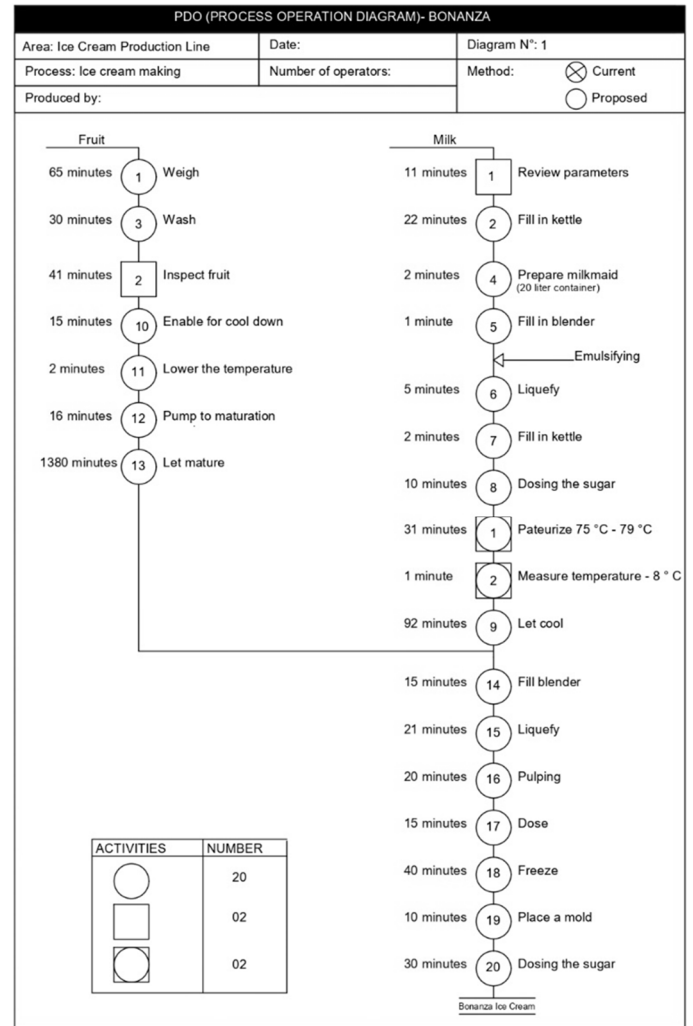 PDO (PROCESS OPERATION DIAGRAM)- BONANZA
Area: Ice Cream Production Line
Date:
Diagram N°: 1
Process: Ice cream making
Number of operators:
Method:
Current
Produced by:
Proposed
Fruit
65 minutes 1 Weigh
30 minutes 3 Wash
41 minutes 2 Inspect fruit
15 minutes 10 Enable for cool down
2 minutes 11 Lower the temperature
16 minutes 12 Pump to maturation
1380 minutes 13 Let mature
Milk
11 minutes 1 Review parameters
22 minutes 2 Fill in kettle
2 minutes 4 Prepare milkmaid
(20 liter container)
1 minute 5 Fill in blender
Emulsifying
5 minutes 6 Liquefy
2 minutes 7 Fill in kettle
10 minutes 8 Dosing the sugar
31 minutes 1 Pateurize 75 °C - 79 °C
1 minute 2 Measure temperature - 8 ° C
92 minutes 9 Let cool
15 minutes 14 Fill blender
21 minutes 15 Liquefy
20 minutes 16 Pulping
15 minutes 17 Dose
40 minutes 18 Freeze
10 minutes 19 Place a mold
30 minutes 20 Dosing the sugar
Bonanza Ice Cream
ACTIVITIES NUMBER
20
02
02